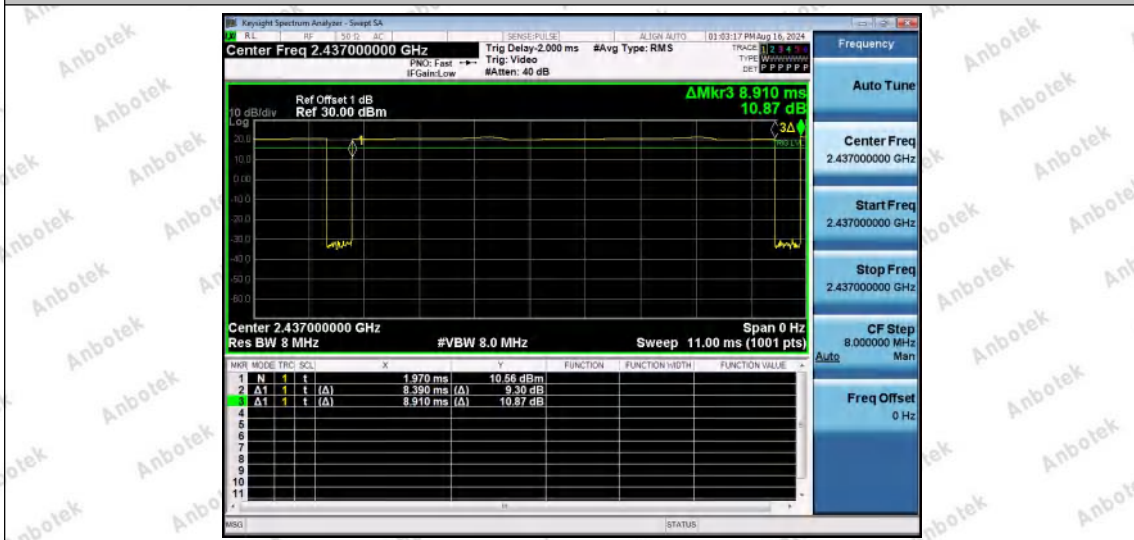 Keysight Spectrum Analyzer - Swept SA
RL RF 50 Ω AC SENSE:PULSE ALIGN AUTO 01:03:17 PM Aug 16, 2024
Center Freq 2.437000000 GHz
PNO: Fast
IFGain:Low
Trig Delay-2.000 ms
Trig: Video
#Atten: 40 dB
#Avg Type: RMS
TRACE 1 2 3 4 5 6
TYPE
DET P P P P P P
Frequency
Auto Tune
Center Freq
2.437000000 GHz
Start Freq
2.437000000 GHz
Stop Freq
2.437000000 GHz
CF Step
8.000000 MHz
Auto Man
Freq Offset
0 Hz
ΔMkr3 8.910 ms
10.87 dB
Ref Offset 1 dB
10 dB/div Ref 30.00 dBm
Log
20.0
10.0
0.00
-10.0
-20.0
-30.0
-40.0
-50.0
-60.0
1
3Δ
TRIG LVL
Center 2.437000000 GHz Span 0 Hz
Res BW 8 MHz #VBW 8.0 MHz Sweep 11.00 ms (1001 pts)
MKR MODE TRC SCL X Y FUNCTION FUNCTION WIDTH FUNCTION VALUE
1 N 1 t 1.970 ms 10.56 dBm
2 Δ1 1 t (Δ) 8.390 ms (Δ) 9.30 dB
3 Δ1 1 t (Δ) 8.910 ms (Δ) 10.87 dB
4
5
6
7
8
9
10
11
MSG STATUS
Anbotek